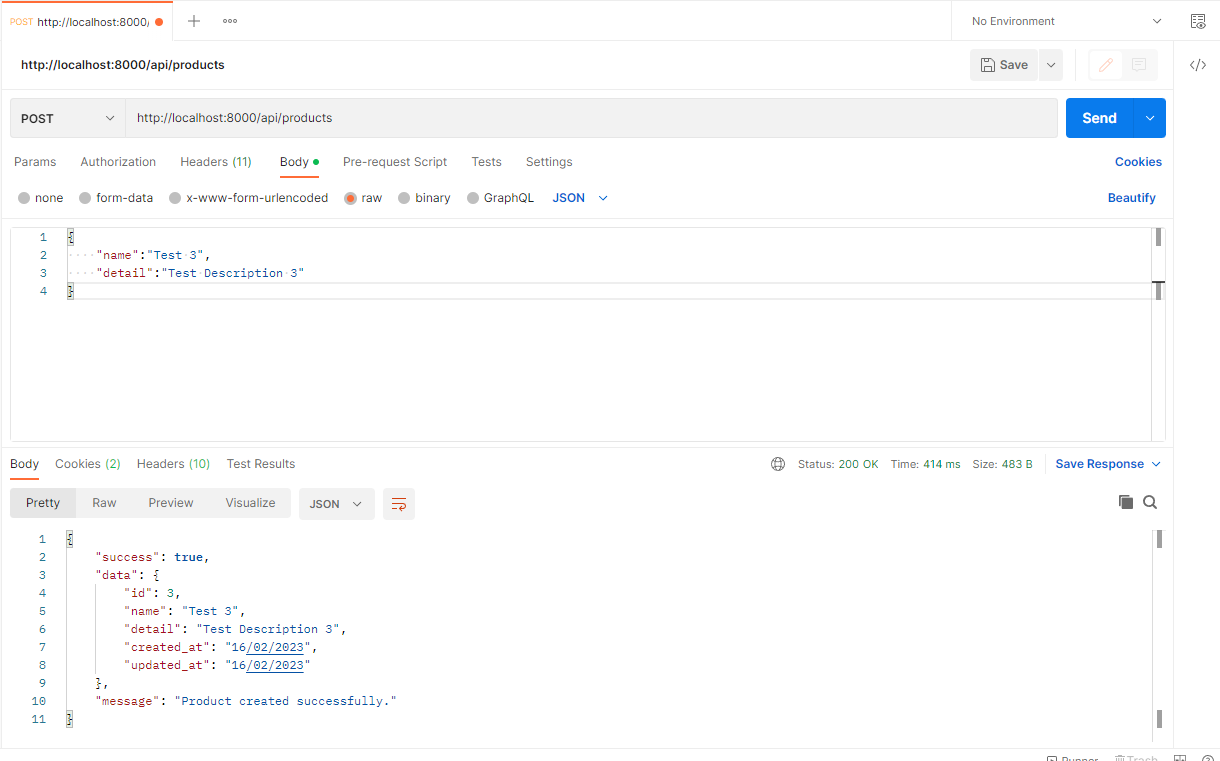 POST http://localhost:8000/
No Environment
http://localhost:8000/api/products
Save
</>
POST http://localhost:8000/api/products Send
Params Authorization Headers (11) Body Pre-request Script Tests Settings Cookies
none form-data x-www-form-urlencoded raw binary GraphQL JSON Beautify
1 {
2 "name":"Test 3",
3 "detail":"Test Description 3"
4 }
Body Cookies (2) Headers (10) Test Results Status: 200 OK Time: 414 ms Size: 483 B Save Response
Pretty Raw Preview Visualize JSON
1 {
2 "success": true,
3 "data": {
4 "id": 3,
5 "name": "Test 3",
6 "detail": "Test Description 3",
7 "created_at": "16/02/2023",
8 "updated_at": "16/02/2023"
9 },
10 "message": "Product created successfully."
11 }
Runner Trash